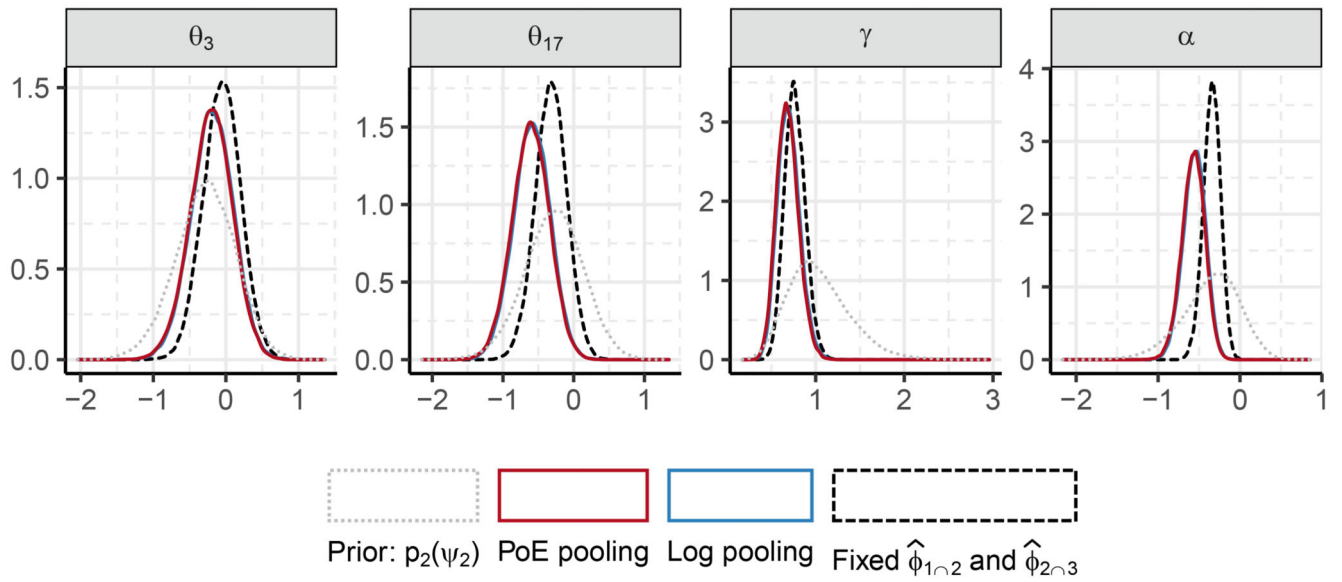 θ₃ θ₁₇ γ α
1.5 1.0 0.5 0.0
−2 −1 0 1
1.5 1.0 0.5 0.0
−2 −1 0 1
3 2 1 0
1 2 3
4 3 2 1 0
−2 −1 0 1
Prior: p₂(ψ₂) PoE pooling Log pooling Fixed ϕ̂₁∩₂ and ϕ̂₂∩₃